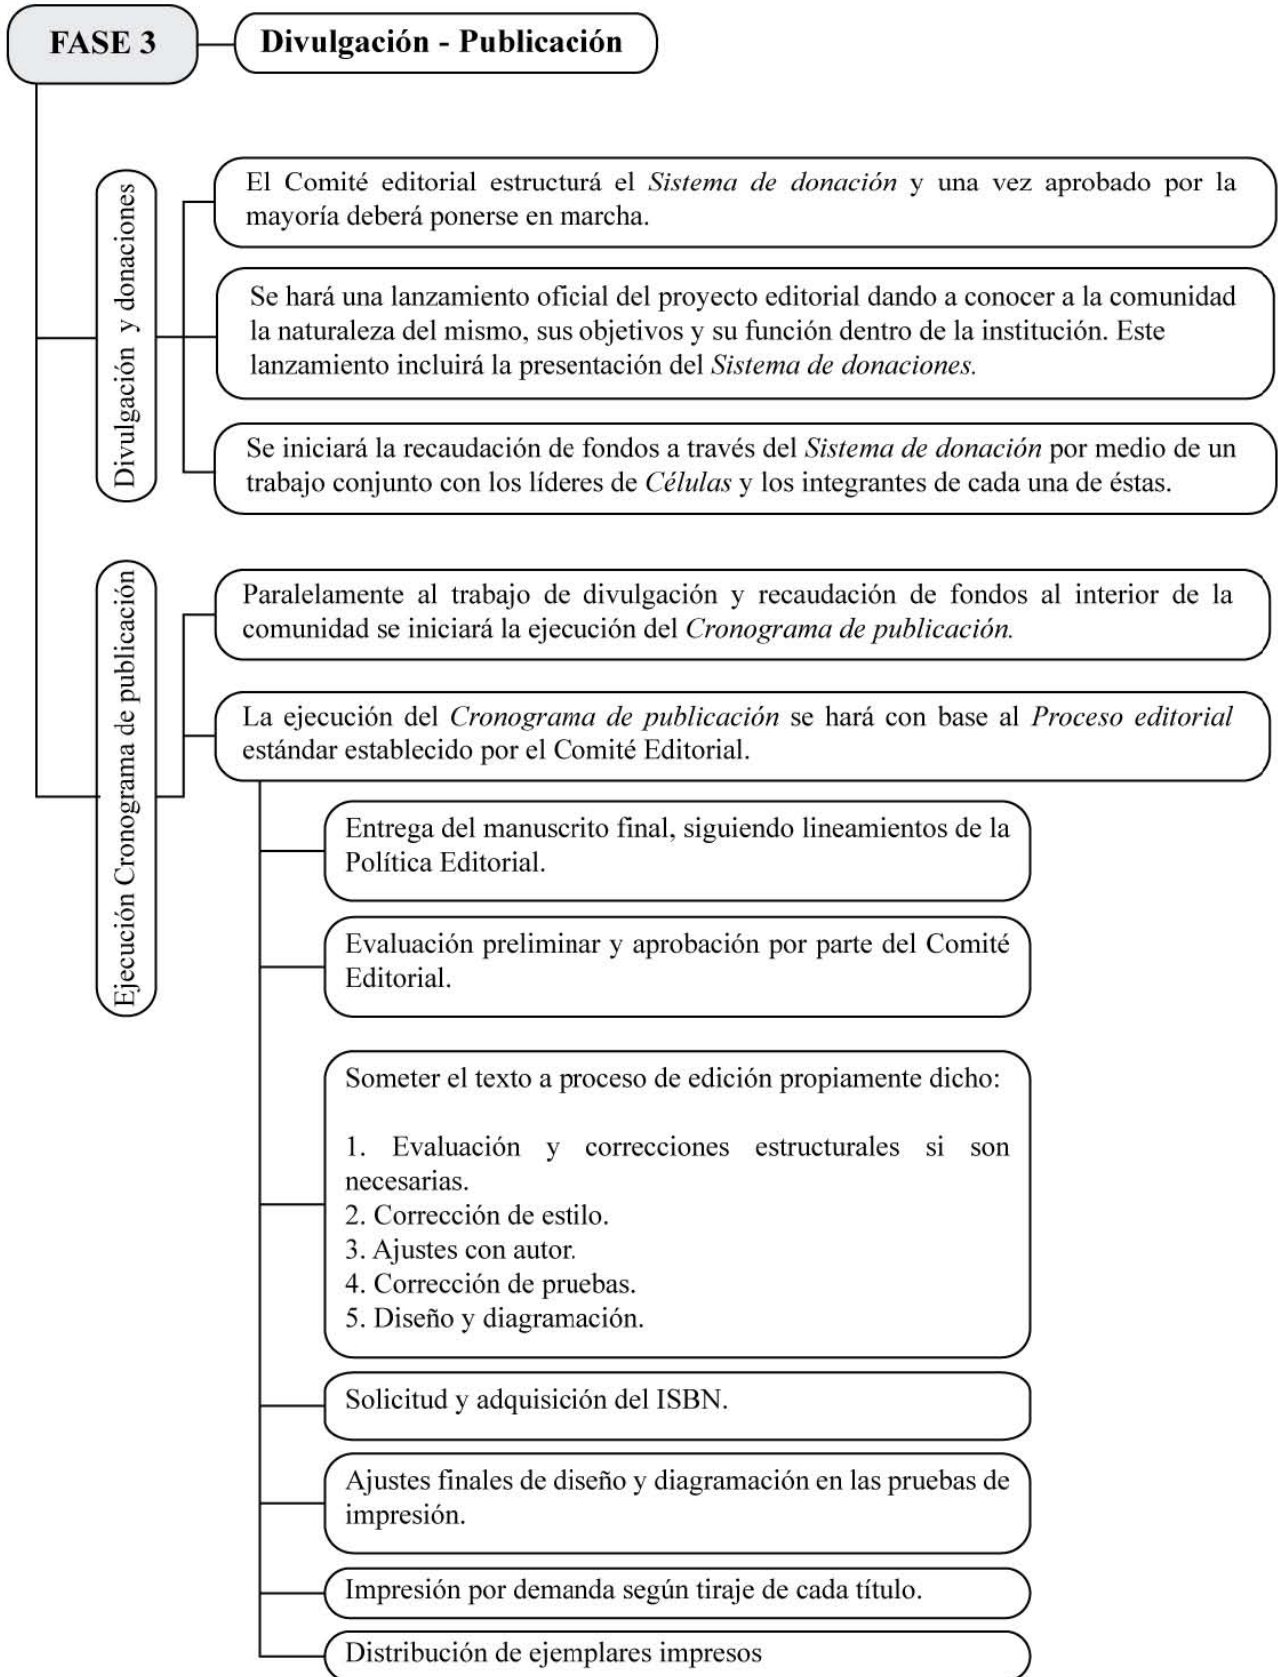 FASE 3
Divulgación - Publicación
Divulgación y donaciones
El Comité editorial estructurá el Sistema de donación y una vez aprobado por la
mayoría deberá ponerse en marcha.
Se hará una lanzamiento oficial del proyecto editorial dando a conocer a la comunidad
la naturaleza del mismo, sus objetivos y su función dentro de la institución. Este
lanzamiento incluirá la presentación del Sistema de donaciones.
Se iniciará la recaudación de fondos a través del Sistema de donación por medio de un
trabajo conjunto con los líderes de Células y los integrantes de cada una de éstas.
Ejecución Cronograma de publicación
Paralelamente al trabajo de divulgación y recaudación de fondos al interior de la
comunidad se iniciará la ejecución del Cronograma de publicación.
La ejecución del Cronograma de publicación se hará con base al Proceso editorial
estándar establecido por el Comité Editorial.
Entrega del manuscrito final, siguiendo lineamientos de la
Política Editorial.
Evaluación preliminar y aprobación por parte del Comité
Editorial.
Someter el texto a proceso de edición propiamente dicho:
1. Evaluación y correcciones estructurales si son
necesarias.
2. Corrección de estilo.
3. Ajustes con autor.
4. Corrección de pruebas.
5. Diseño y diagramación.
Solicitud y adquisición del ISBN.
Ajustes finales de diseño y diagramación en las pruebas de
impresión.
Impresión por demanda según tiraje de cada título.
Distribución de ejemplares impresos